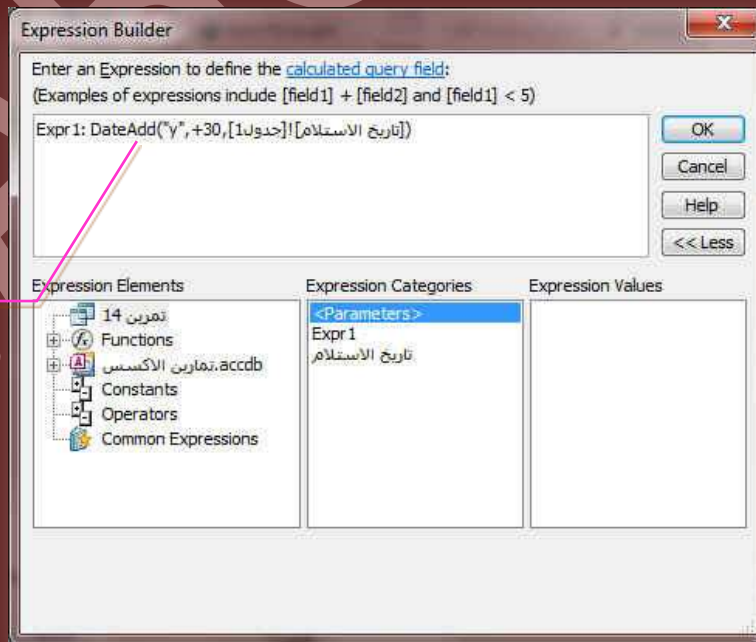 Expression Builder
Enter an Expression to define the calculated query field:
(Examples of expressions include [field1] + [field2] and [field1] < 5)
Expr1: DateAdd("y",+30,[جدول1]![تاريخ الاستلام])
OK
Cancel
Help
<< Less
Expression Elements
Expression Categories
Expression Values
تمرين 14
Functions
تمارين الاكسس.accdb
Constants
Operators
Common Expressions
<Parameters>
Expr1
تاريخ الاستلام